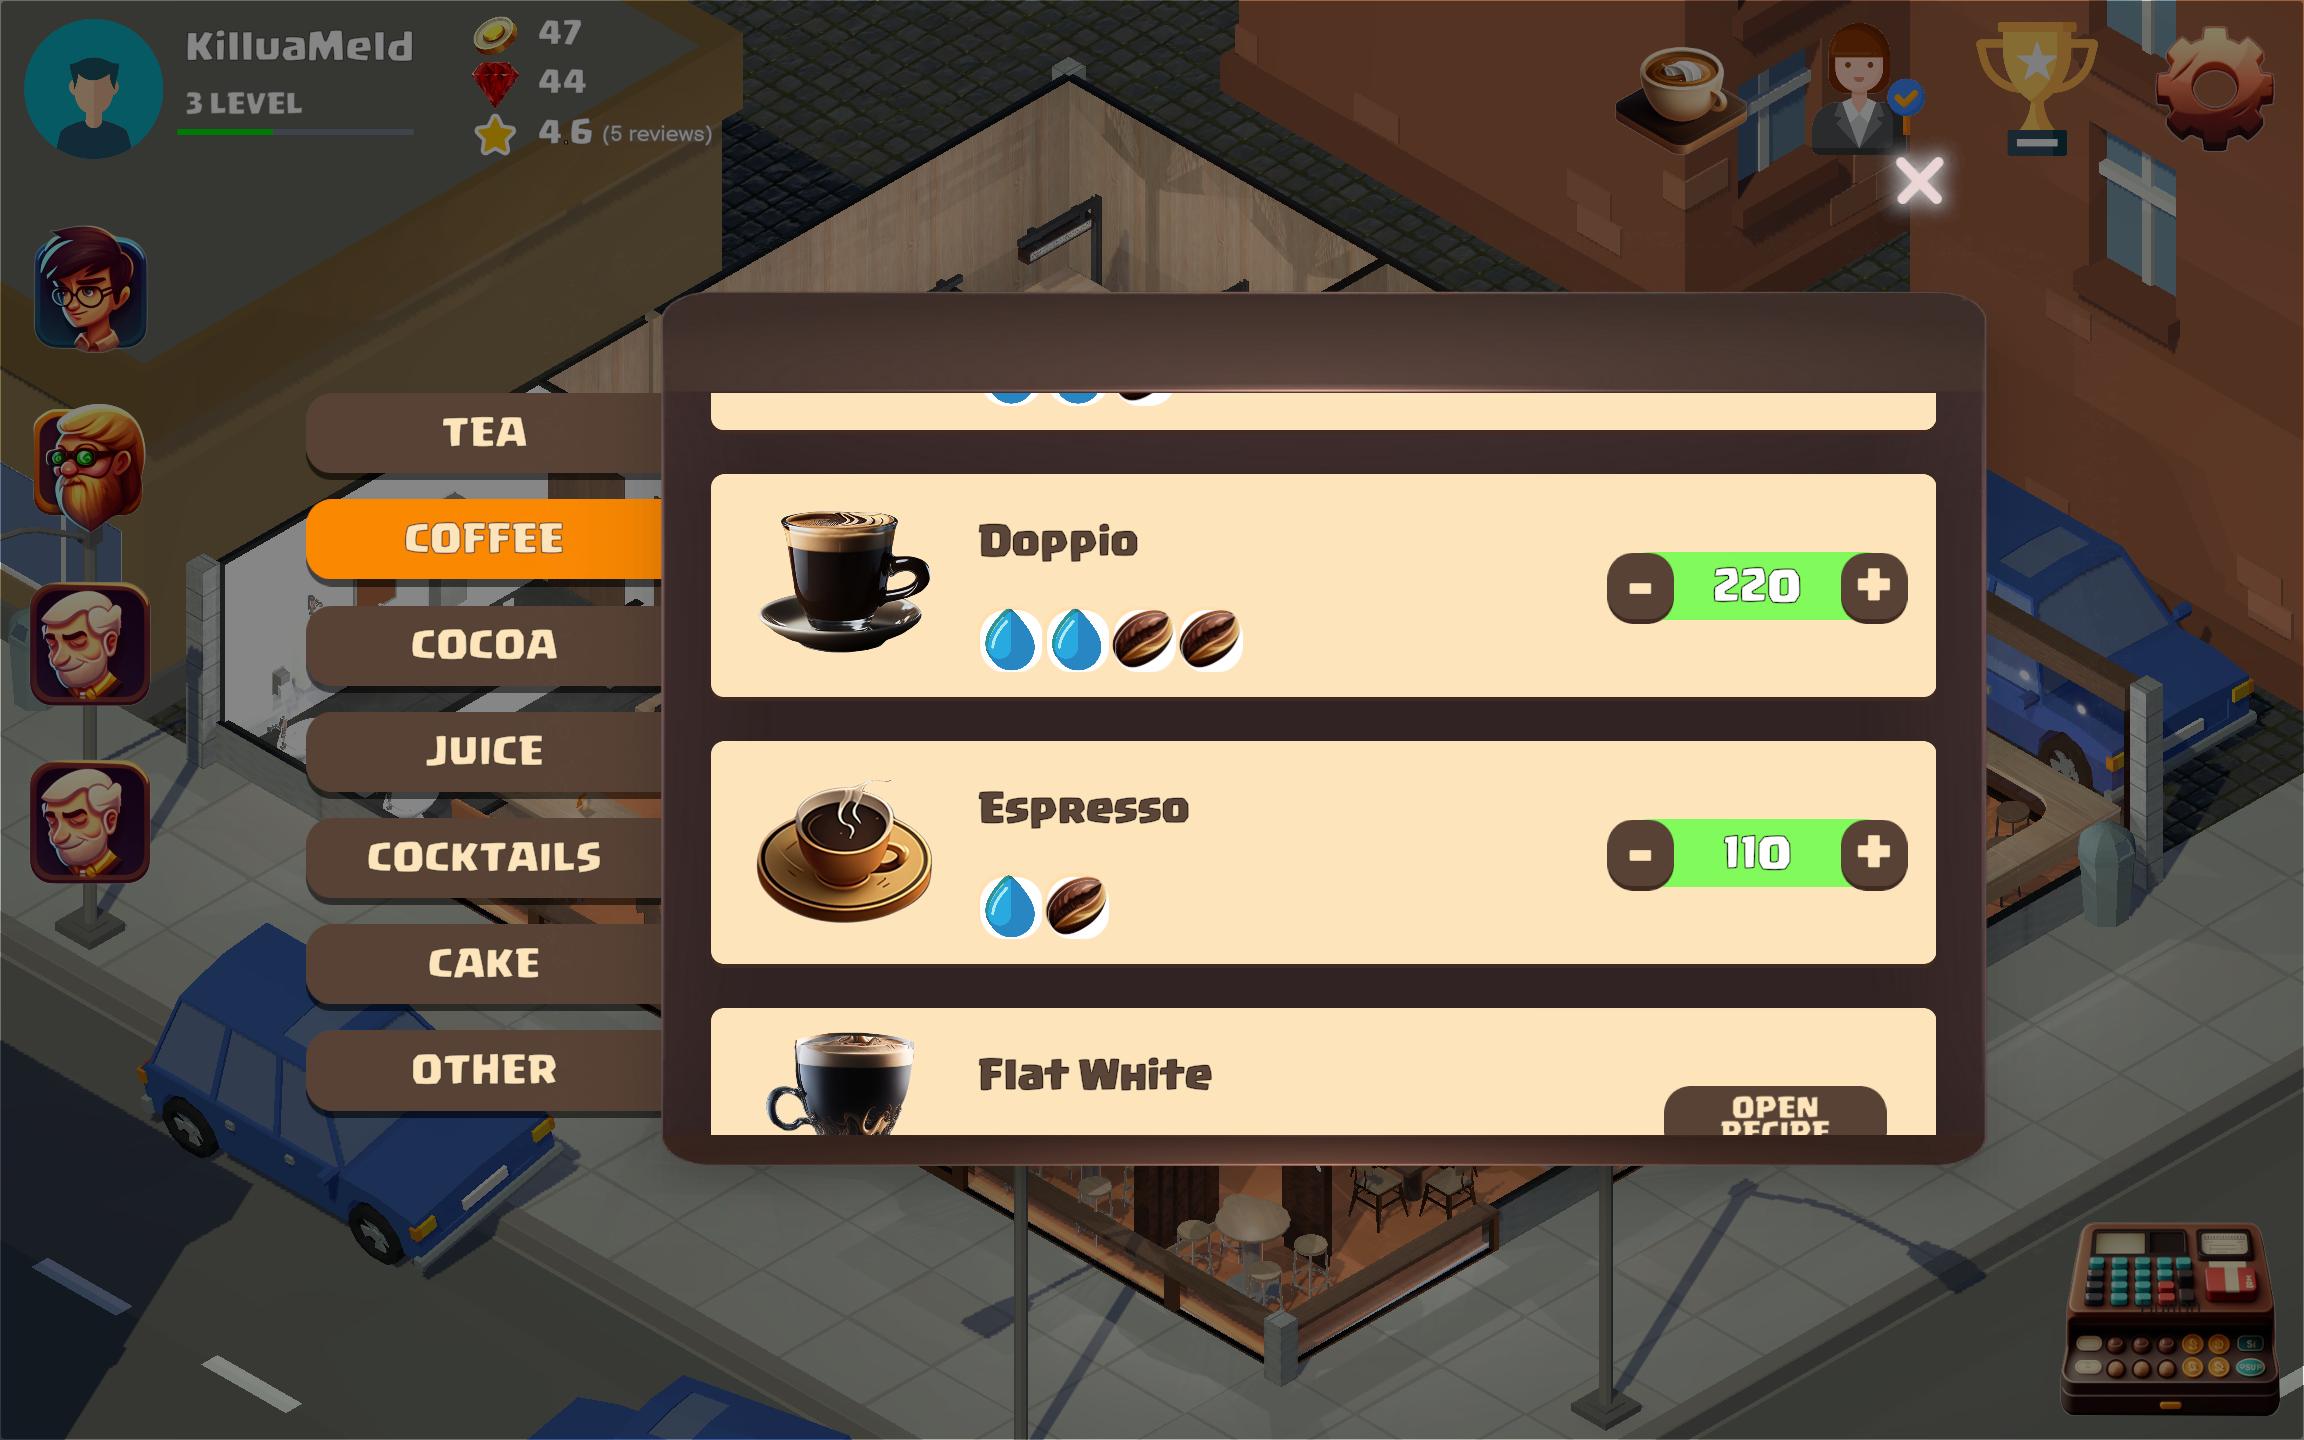 KilluaMeld
3 LEVEL
47
44
4.6 (5 reviews)
TEA
COFFEE
COCOA
JUICE
COCKTAILS
CAKE
OTHER
Doppio
- 220 +
Espresso
- 110 +
Flat White
OPEN
RECIPE